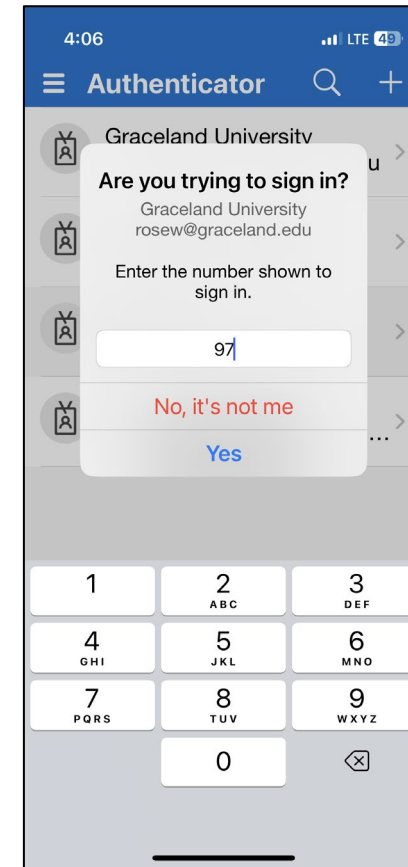 4:06
LTE 49
Authenticator
Graceland University
u
Are you trying to sign in?
Graceland University
rosew@graceland.edu
Enter the number shown to
sign in.
97
No, it's not me
...
Yes
1
2
ABC
3
DEF
4
GHI
5
JKL
6
MNO
7
PQRS
8
TUV
9
WXYZ
0